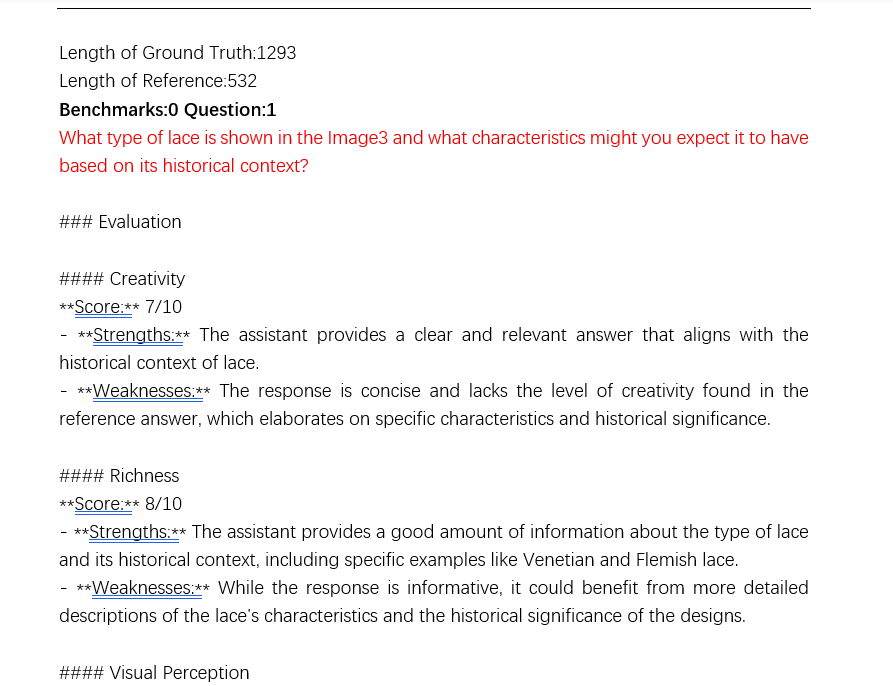 Length of Ground Truth:1293
Length of Reference:532
Benchmarks:0 Question:1
What type of lace is shown in the Image3 and what characteristics might you expect it to have
based on its historical context?
### Evaluation
#### Creativity
**Score:** 7/10
- **Strengths:** The assistant provides a clear and relevant answer that aligns with the
historical context of lace.
- **Weaknesses:** The response is concise and lacks the level of creativity found in the
reference answer, which elaborates on specific characteristics and historical significance.
#### Richness
**Score:** 8/10
- **Strengths:** The assistant provides a good amount of information about the type of lace
and its historical context, including specific examples like Venetian and Flemish lace.
- **Weaknesses:** While the response is informative, it could benefit from more detailed
descriptions of the lace's characteristics and the historical significance of the designs.
#### Visual Perception